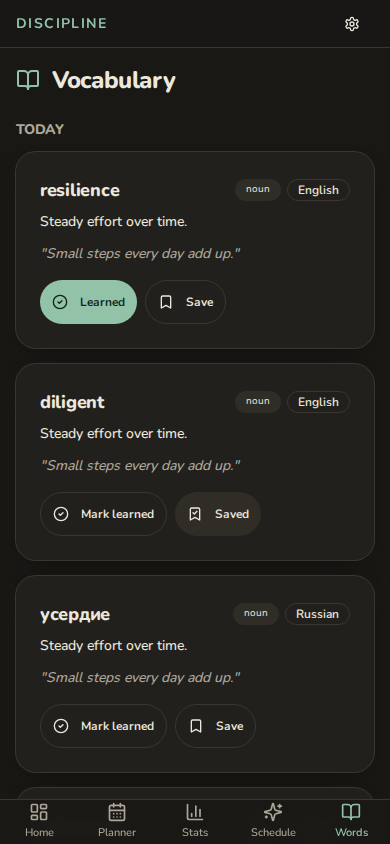 DISCIPLINE
Vocabulary
TODAY
resilience noun English
Steady effort over time.
"Small steps every day add up."
Learned Save
diligent noun English
Steady effort over time.
"Small steps every day add up."
Mark learned Saved
усердие noun Russian
Steady effort over time.
"Small steps every day add up."
Mark learned Save
Home Planner Stats Schedule Words